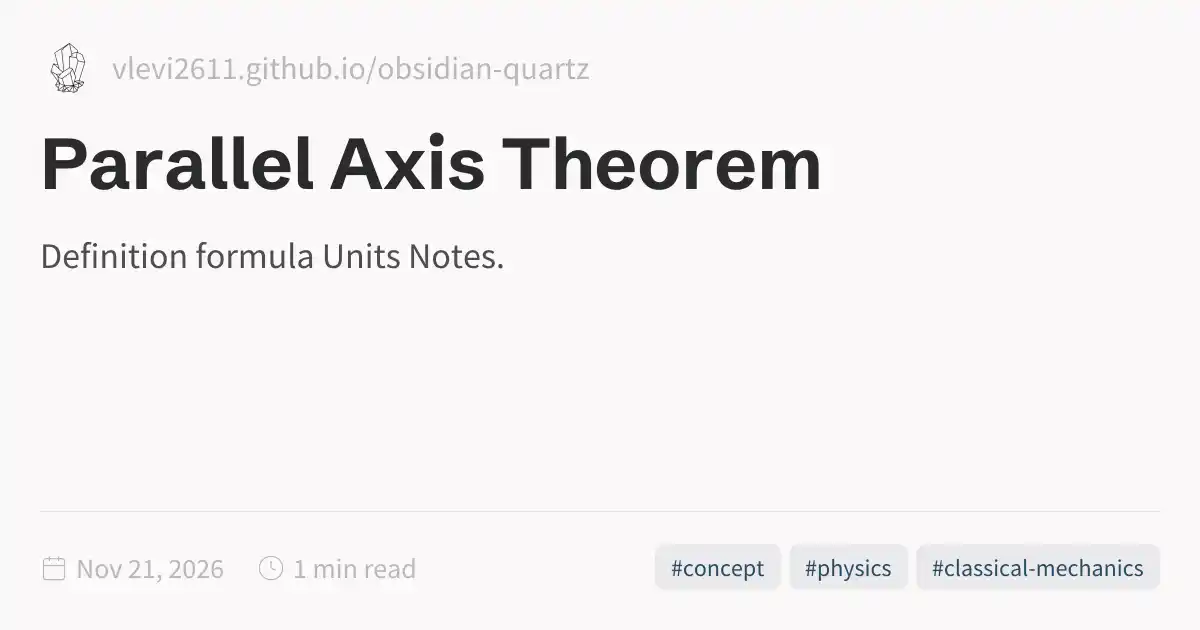 vlevi2611.github.io/obsidian-quartz
Parallel Axis Theorem
Definition formula Units Notes.
Nov 21, 2026 1 min read #concept #physics #classical-mechanics